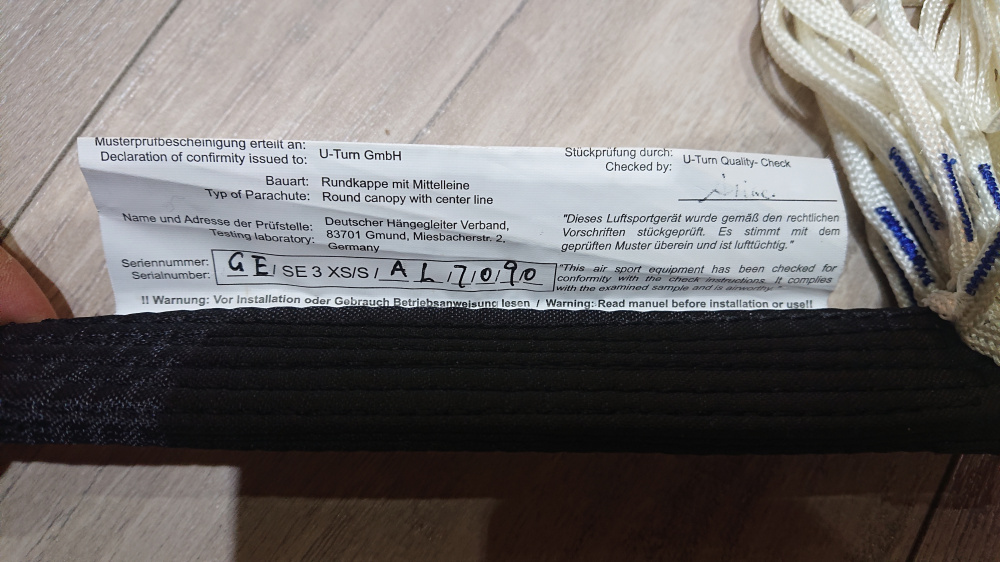 Musterprüfbescheinigung erteilt an:
Declaration of confirmity issued to: U-Turn GmbH
Stückprüfung durch:
Checked by: U-Turn Quality- Check
Bauart: Rundkappe mit Mittelleine
Typ of Parachute: Round canopy with center line
Name und Adresse der Prüfstelle: Deutscher Hängegleiter Verband,
Testing laboratory: 83701 Gmund, Miesbacherstr. 2,
Germany
"Dieses Luftsportgerät wurde gemäß den rechtlichen
Vorschriften stückgeprüft. Es stimmt mit dem
geprüften Muster überein und ist lufttüchtig."
Seriennummer:
Serialnumber: GE/ SE 3 XS/S / A L/7/0/9/0
"This air sport equipment has been checked for
conformity with the check instructions. It complies
with the examined sample and is airworthy."
!! Warnung: Vor Installation oder Gebrauch Betriebsanweisung lesen / Warning: Read manuel before installation or use!!